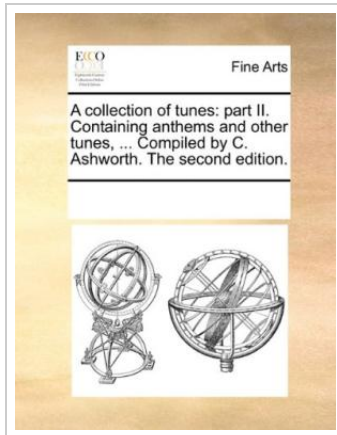 ECCO
Fine Arts
A collection of tunes: part II.
Containing anthems and other
tunes, ... Compiled by C.
Ashworth. The second edition.